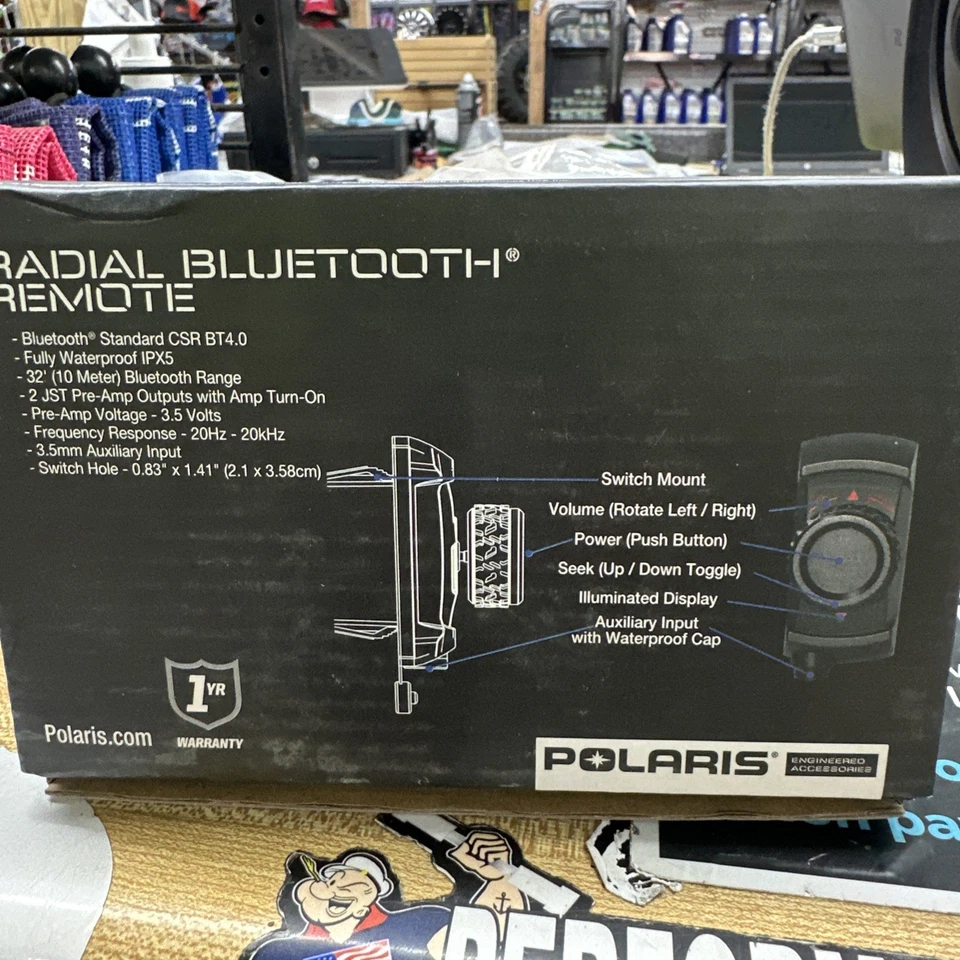 RADIAL BLUETOOTH®
REMOTE
- Bluetooth® Standard CSR BT4.0
- Fully Waterproof IPX5
- 32' (10 Meter) Bluetooth Range
- 2 JST Pre-Amp Outputs with Amp Turn-On
- Pre-Amp Voltage - 3.5 Volts
- Frequency Response - 20Hz - 20kHz
- 3.5mm Auxiliary Input
- Switch Hole - 0.83" x 1.41" (2.1 x 3.58cm)
Switch Mount
Volume (Rotate Left / Right)
Power (Push Button)
Seek (Up / Down Toggle)
Illuminated Display
Auxiliary Input
with Waterproof Cap
1 YR
WARRANTY
Polaris.com
POLARIS®
ENGINEERED
ACCESSORIES